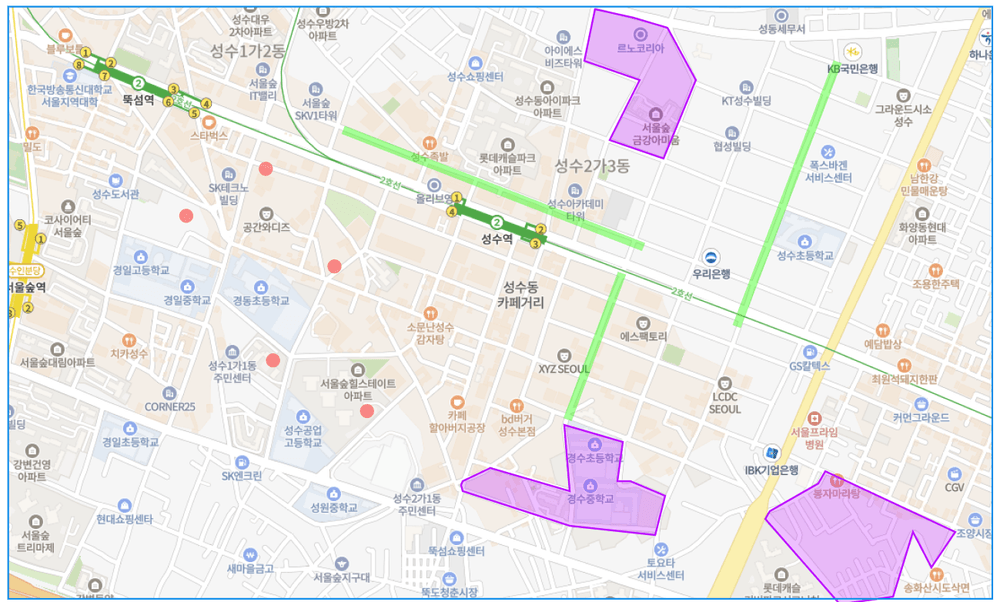 성수대우
2차아파트
성수우방2차
아파트
성수1가2동
블루보틀
1
2
8
7
2
3
4
6
5
뚝섬역
한국방송통신대학교
서울지역대학
서울숲
IT밸리
서울숲
SKV1타워
성수쇼핑센터
아이에스
비즈타워
르노코리아
성동세무서
KB국민은행
하나은
성수동아이파크
아파트
KT성수빌딩
그라운드시소
성수
스타벅스
밀도
서울숲
금강아미움
협성빌딩
성수족발
롯데캐슬파크
아파트
성수2가3동
폭스바겐
서비스센터
남한강
민물매운탕
성수도서관
SK테크노
빌딩
2호선
올리브영
성수아카데미
타워
코사이어티
서울숲
공간와디즈
1
4
2
2
3
성수역
화양동현대
아파트
성수초등학교
5
1
수인분당
서울숲역
2
경일고등학교
경일중학교
경동초등학교
우리은행
조용한주택
성수동
카페거리
2호선
소문난성수
감자탕
에스팩토리
예담밥상
서울숲대림아파트
치카성수
성수1가1동
주민센터
서울숲힐스테이트
아파트
XYZ SEOUL
GS칼텍스
최원석돼지한판
CORNER25
카페
할아버지공장
bd버거
성수본점
LCDC
SEOUL
커먼그라운드
빌딩
경일초등학교
성수공업
고등학교
경수초등학교
서울프라임
병원
강변건영
아파트
SK엔크린
IBK기업은행
CGV
성수2가1동
주민센터
경수중학교
봉자마라탕
현대쇼핑센타
성원중학교
조양시장
서울숲
트리마제
뚝섬쇼핑센터
새마을금고
서울숲지구대
토요타
서비스센터
뚝도청춘시장
롯데캐슬
송화산시도삭면